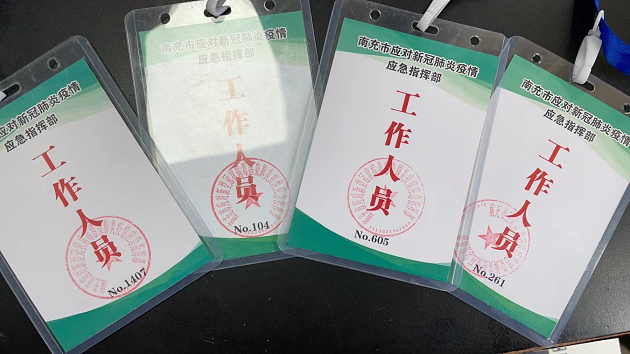 应对新冠肺炎疫情
应急指挥部
工作人员
No.1407
南充市应对新冠肺炎疫情
应急指挥部
工作人员
No.104
南充市应对新冠肺炎疫情
应急指挥部
工作人员
No.605
南充市应对新冠肺炎疫情
应急指挥部
工作人员
No.261